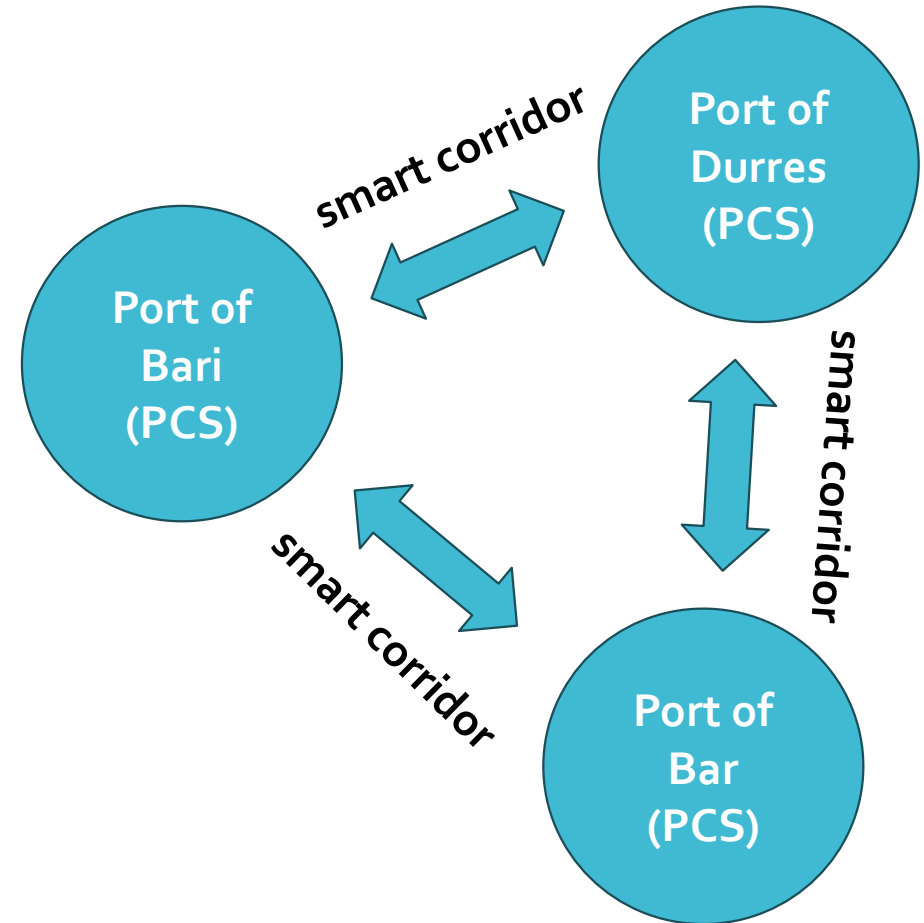 smart corridor
Port of
Durres
(PCS)
Port of
Bari
(PCS)
smart corridor
smart corridor
Port of
Bar
(PCS)